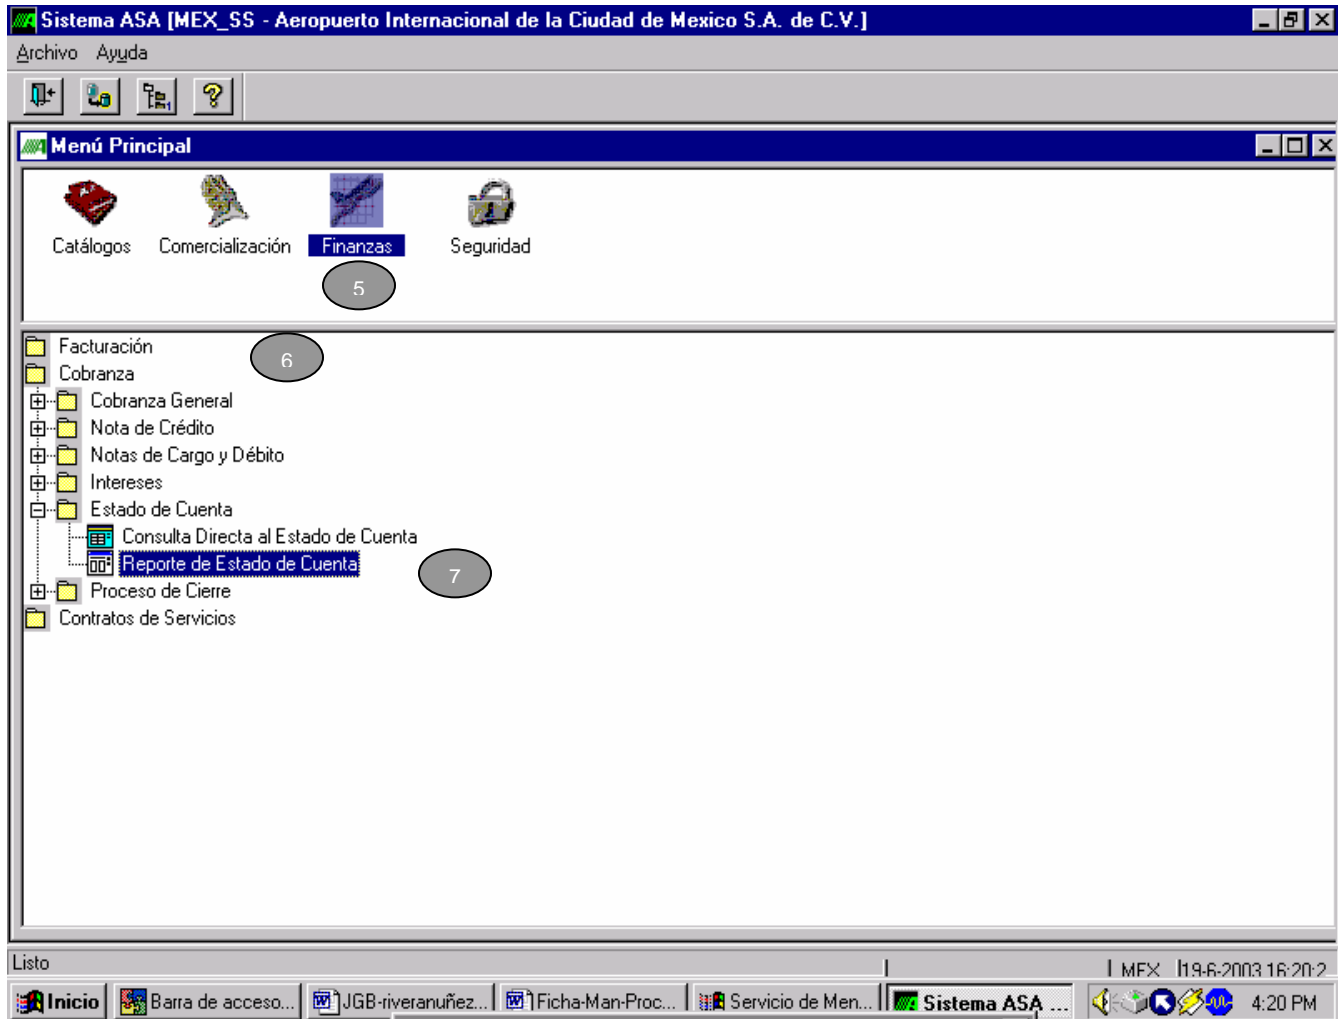 Sistema ASA [MEX_SS - Aeropuerto Internacional de la Ciudad de Mexico S.A. de C.V.]
Archivo Ayuda
Menú Principal
Catálogos Comercialización Finanzas Seguridad
5
Facturación
6
Cobranza
Cobranza General
Nota de Crédito
Notas de Cargo y Débito
Intereses
Estado de Cuenta
Consulta Directa al Estado de Cuenta
Reporte de Estado de Cuenta
7
Proceso de Cierre
Contratos de Servicios
Listo MEX 19-6-2003 16:20:2
Inicio Barra de acceso... JGB-riveranuñez... Ficha-Man-Proc... Servicio de Men... Sistema ASA ... 4:20 PM